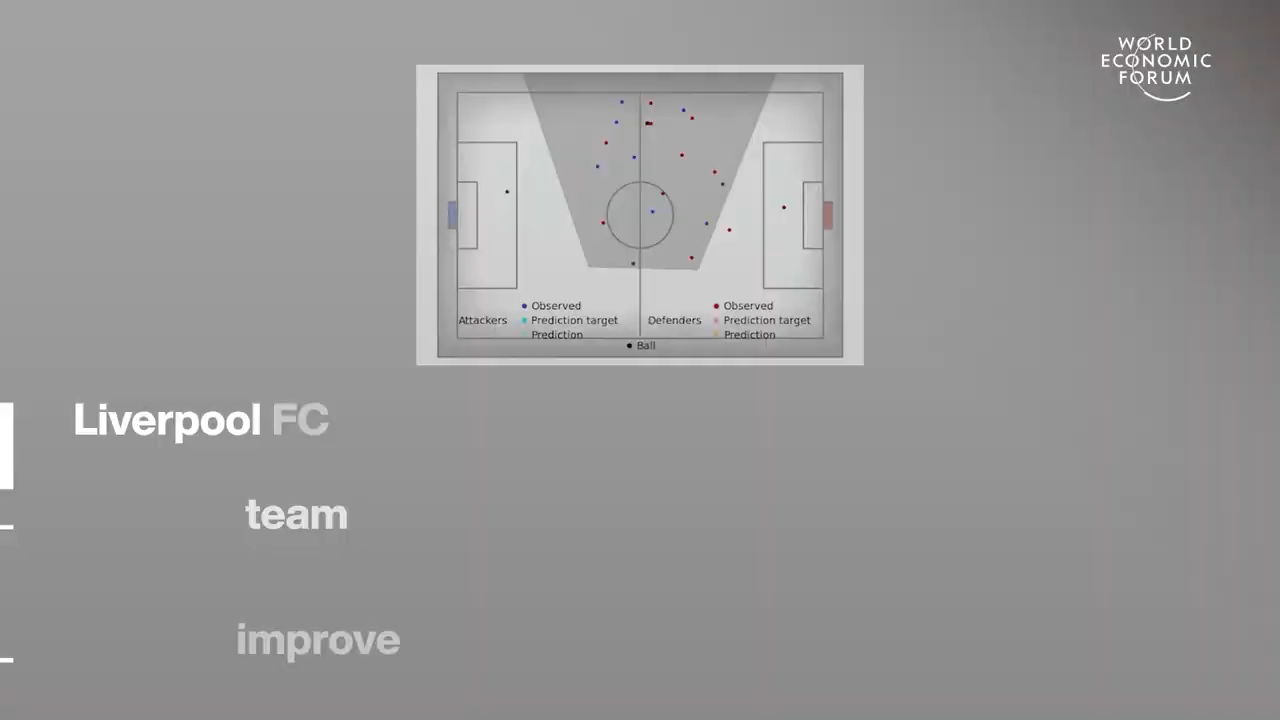 WORLD
ECONOMIC
FORUM
Observed
Observed
Attackers
Prediction target
Defenders
Prediction target
Prediction
Prediction
Ball
Liverpool FC
team
improve